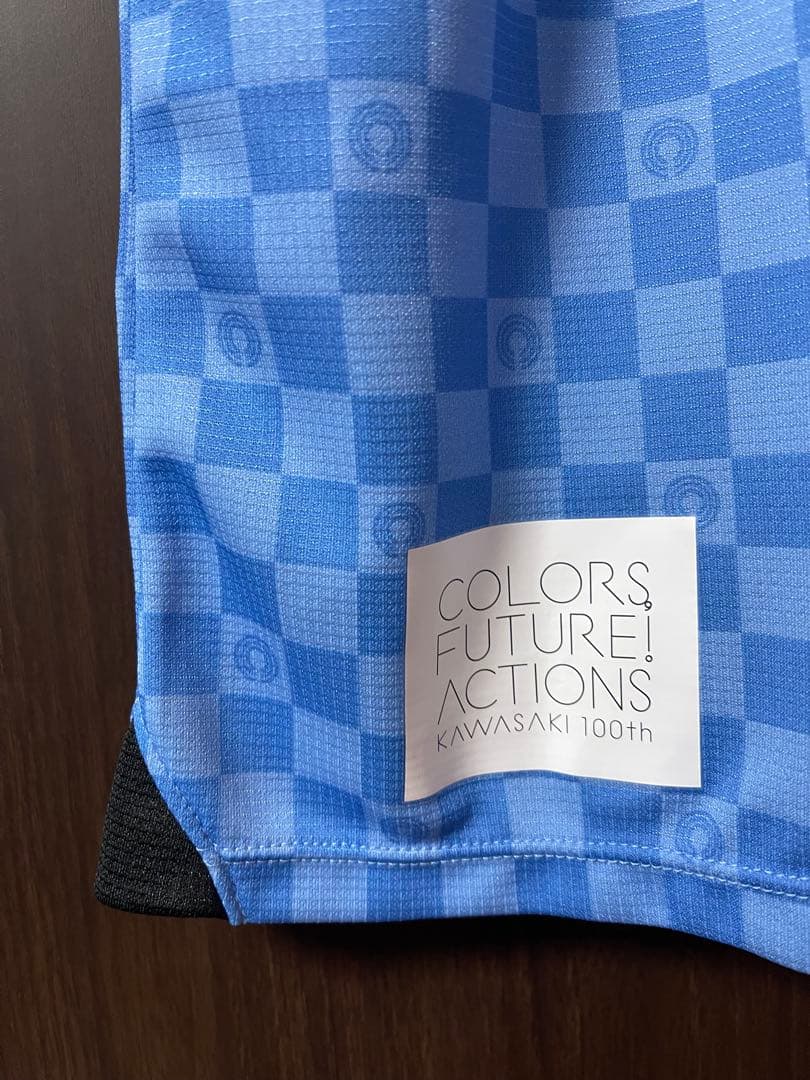 COLORS,
FUTURE!
ACTIONS
KAWASAKI 100th